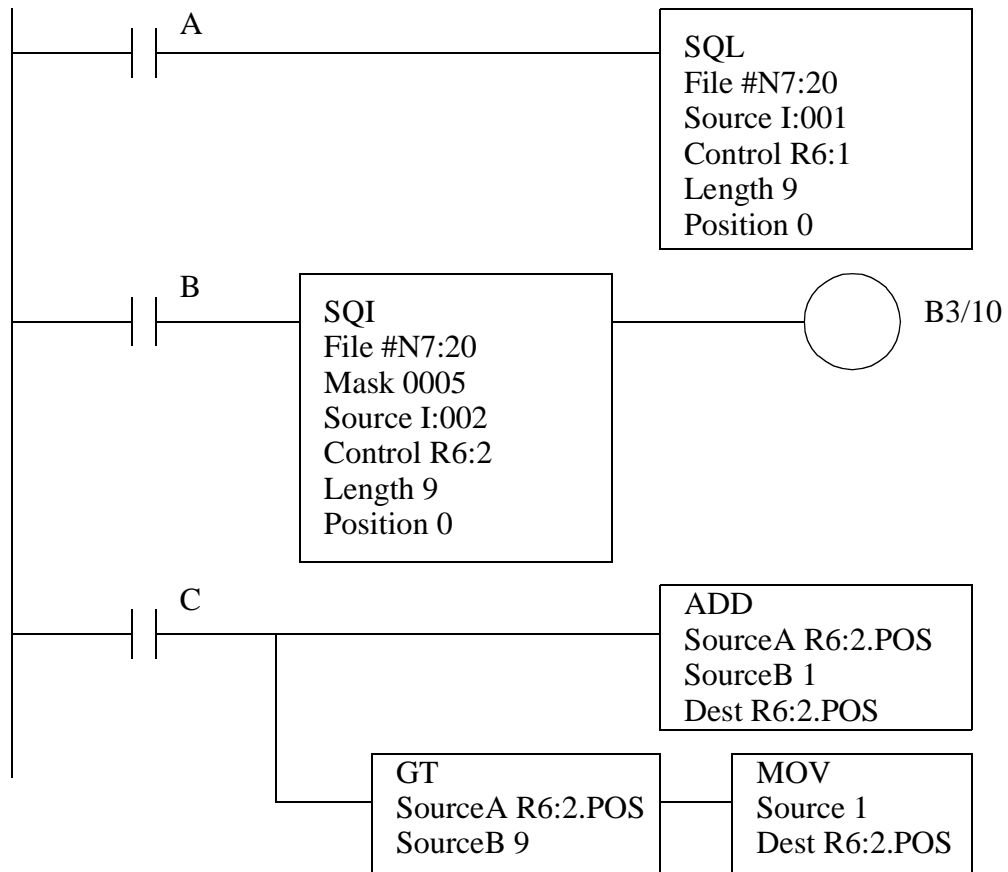 A
SQL
File #N7:20
Source I:001
Control R6:1
Length 9
Position 0
B
SQI
File #N7:20
Mask 0005
Source I:002
Control R6:2
Length 9
Position 0
B3/10
C
ADD
SourceA R6:2.POS
SourceB 1
Dest R6:2.POS
GT
SourceA R6:2.POS
SourceB 9
MOV
Source 1
Dest R6:2.POS